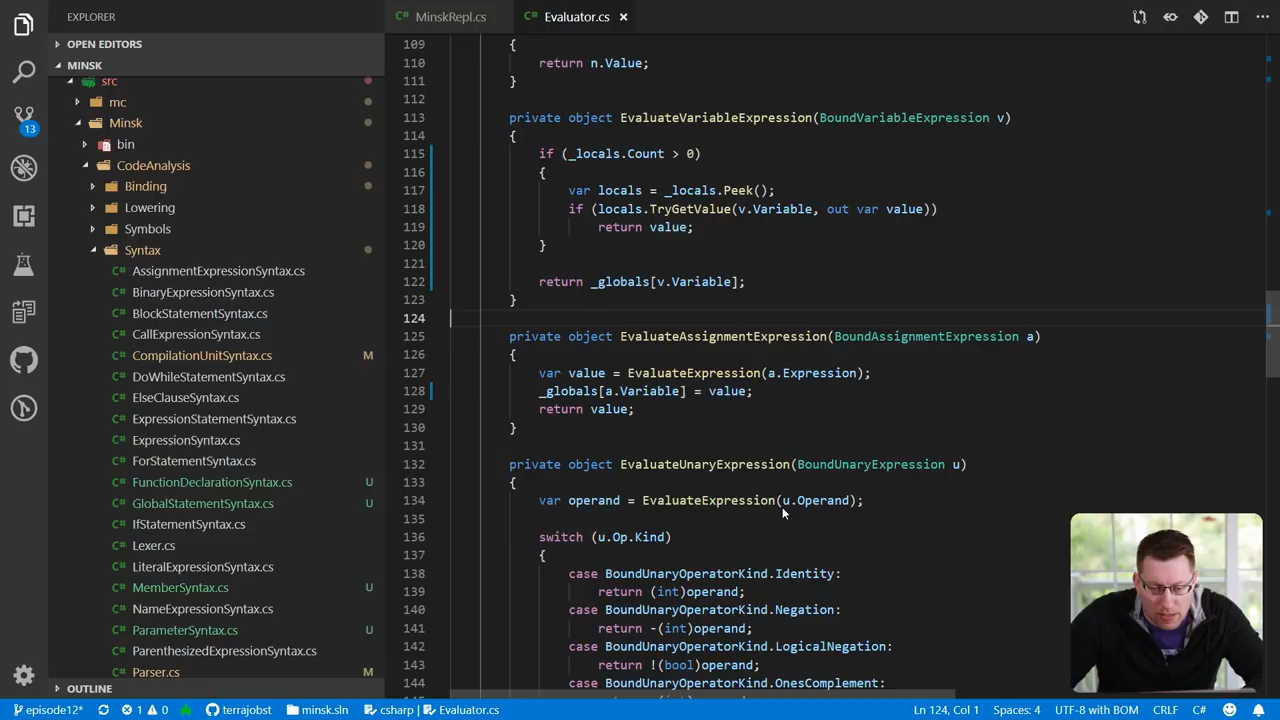 EXPLORER
MinskRepl.cs
Evaluator.cs
OPEN EDITORS
MINSK
src
mc
Minsk
bin
CodeAnalysis
Binding
Lowering
Symbols
Syntax
AssignmentExpressionSyntax.cs
BinaryExpressionSyntax.cs
BlockStatementSyntax.cs
CallExpressionSyntax.cs
CompilationUnitSyntax.cs M
DoWhileStatementSyntax.cs
ElseClauseSyntax.cs
ExpressionStatementSyntax.cs
ExpressionSyntax.cs
ForStatementSyntax.cs
FunctionDeclarationSyntax.cs U
GlobalStatementSyntax.cs U
IfStatementSyntax.cs
Lexer.cs
LiteralExpressionSyntax.cs
MemberSyntax.cs U
NameExpressionSyntax.cs
ParameterSyntax.cs U
ParenthesizedExpressionSyntax.cs
Parser.cs M
OUTLINE
13
109 {
110 return n.Value;
111 }
112
113 private object EvaluateVariableExpression(BoundVariableExpression v)
114 {
115 if (_locals.Count > 0)
116 {
117 var locals = _locals.Peek();
118 if (locals.TryGetValue(v.Variable, out var value))
119 return value;
120 }
121
122 return _globals[v.Variable];
123 }
124
125 private object EvaluateAssignmentExpression(BoundAssignmentExpression a)
126 {
127 var value = EvaluateExpression(a.Expression);
128 _globals[a.Variable] = value;
129 return value;
130 }
131
132 private object EvaluateUnaryExpression(BoundUnaryExpression u)
133 {
134 var operand = EvaluateExpression(u.Operand);
135
136 switch (u.Op.Kind)
137 {
138 case BoundUnaryOperatorKind.Identity:
139 return (int)operand;
140 case BoundUnaryOperatorKind.Negation:
141 return -(int)operand;
142 case BoundUnaryOperatorKind.LogicalNegation:
143 return !(bool)operand;
144 case BoundUnaryOperatorKind.OnesComplement:
episode12* 1 0 terrajobst minsk.sln csharp | Evaluator.cs Ln 124, Col 1 Spaces: 4 UTF-8 with BOM CRLF C#